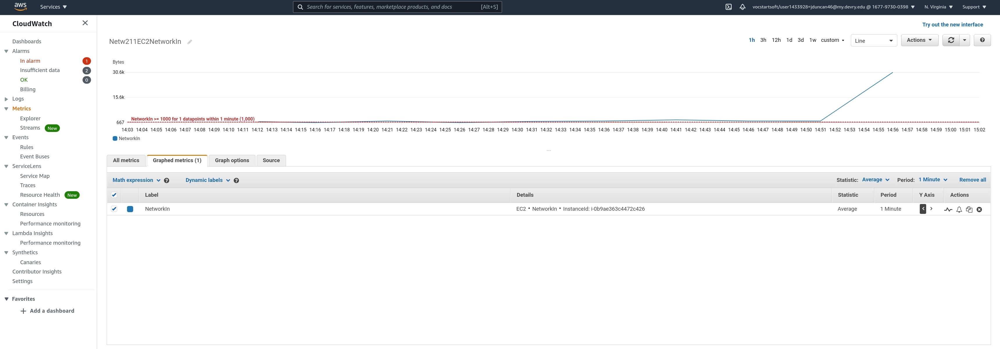 aws
Services
Search for services, features, marketplace products, and docs [Alt+S]
vocstartsoft/user1433928=jduncan46@my.devry.edu @ 1677-9730-0398
N. Virginia
Support
CloudWatch
Dashboards
Alarms
In alarm 1
Insufficient data 2
OK 0
Billing
Logs
Metrics
Explorer
Streams New
Events
Rules
Event Buses
ServiceLens
Service Map
Traces
Resource Health New
Container Insights
Resources
Performance monitoring
Lambda Insights
Performance monitoring
Synthetics
Canaries
Contributor Insights
Settings
Favorites
+ Add a dashboard
Try out the new interface
Netw211EC2NetworkIn
1h 3h 12h 1d 3d 1w custom
Line
Actions
Bytes
30.6k
15.6k
NetworkIn >= 1000 for 1 datapoints within 1 minute (1,000)
667
14:03 14:04 14:05 14:06 14:07 14:08 14:09 14:10 14:11 14:12 14:13 14:14 14:15 14:16 14:17 14:18 14:19 14:20 14:21 14:22 14:23 14:24 14:25 14:26 14:27 14:28 14:29 14:30 14:31 14:32 14:33 14:34 14:35 14:36 14:37 14:38 14:39 14:40 14:41 14:42 14:43 14:44 14:45 14:46 14:47 14:48 14:49 14:50 14:51 14:52 14:53 14:54 14:55 14:56 14:57 14:58 14:59 15:00 15:01 15:02
NetworkIn
All metrics
Graphed metrics (1)
Graph options
Source
Math expression
Dynamic labels
Statistic: Average
Period: 1 Minute
Remove all
Label Details Statistic Period Y Axis Actions
NetworkIn EC2 • NetworkIn • InstanceId: i-0b9ae363c4472c426 Average 1 Minute